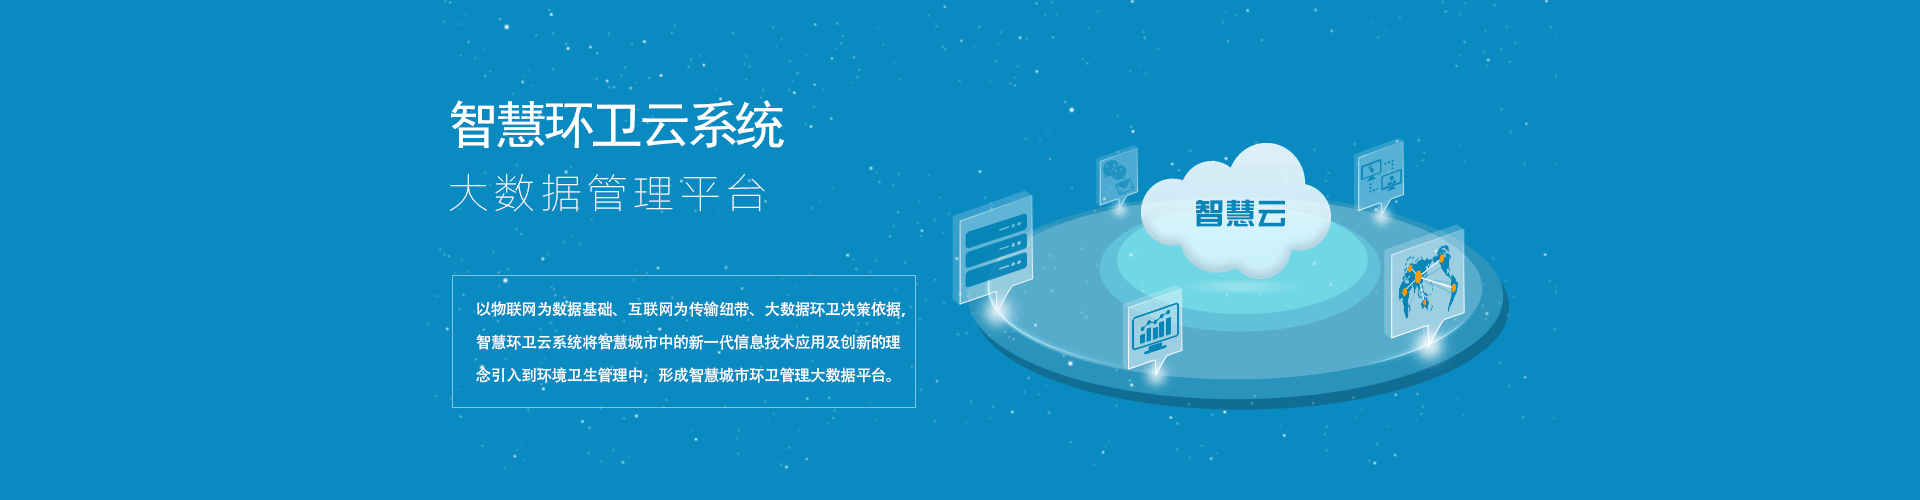 智慧环卫云系统
大数据管理平台
以物联网为数据基础、互联网为传输纽带、大数据环卫决策依据,
智慧环卫云系统将智慧城市中的新一代信息技术应用及创新的理
念引入到环境卫生管理中，形成智慧城市环卫管理大数据平台。
智慧云